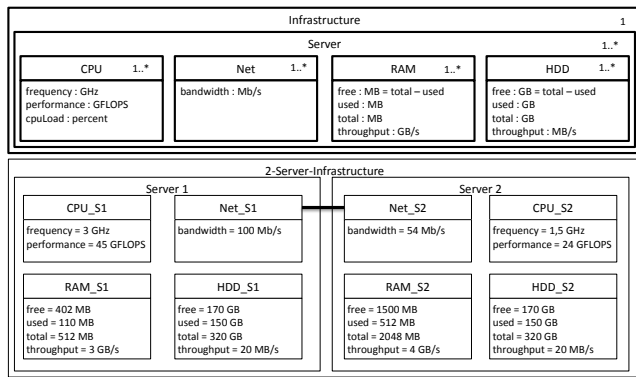 Infrastructure 1
Server 1..*
CPU 1..*
frequency : GHz
performance : GFLOPS
cpuLoad : percent
Net 1..*
bandwidth : Mb/s
RAM 1..*
free : MB = total – used
used : MB
total : MB
throughput : GB/s
HDD 1..*
free : GB = total – used
used : GB
total : GB
throughput : MB/s
2-Server-Infrastructure
Server 1
CPU_S1
frequency = 3 GHz
performance = 45 GFLOPS
Net_S1
bandwidth = 100 Mb/s
RAM_S1
free = 402 MB
used = 110 MB
total = 512 MB
throughput = 3 GB/s
HDD_S1
free = 170 GB
used = 150 GB
total = 320 GB
throughput = 20 MB/s
Server 2
Net_S2
bandwidth = 54 Mb/s
CPU_S2
frequency = 1,5 GHz
performance = 24 GFLOPS
RAM_S2
free = 1500 MB
used = 512 MB
total = 2048 MB
throughput = 4 GB/s
HDD_S2
free = 170 GB
used = 150 GB
total = 320 GB
throughput = 20 MB/s